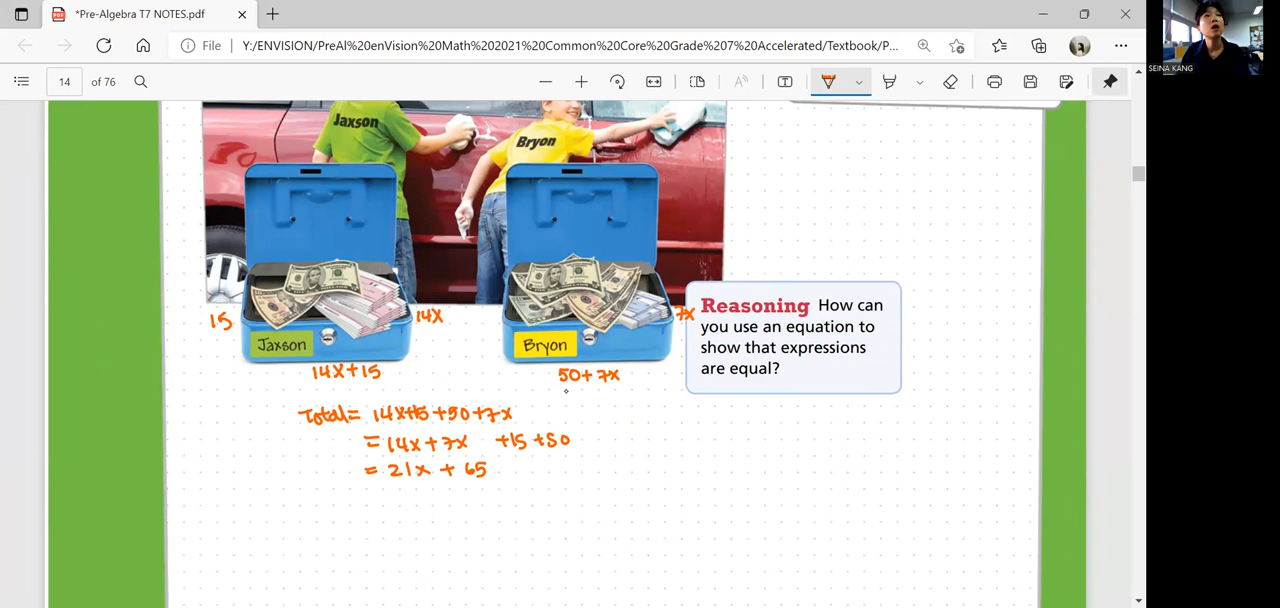 *Pre-Algebra T7 NOTES.pdf
File
Y:/ENVISION/PreAl%20enVision%20Math%202021%20Common%20Core%20Grade%207%20Accelerated/Textbook/P...
14 of 76
SEINA KANG
Jaxson
Bryon
15
14x
7x
Jaxson
Bryon
14x+15
50+7x
Reasoning How can
you use an equation to
show that expressions
are equal?
Total= 14x+15+50+7x
=14x+7x +15+50
= 21x + 65